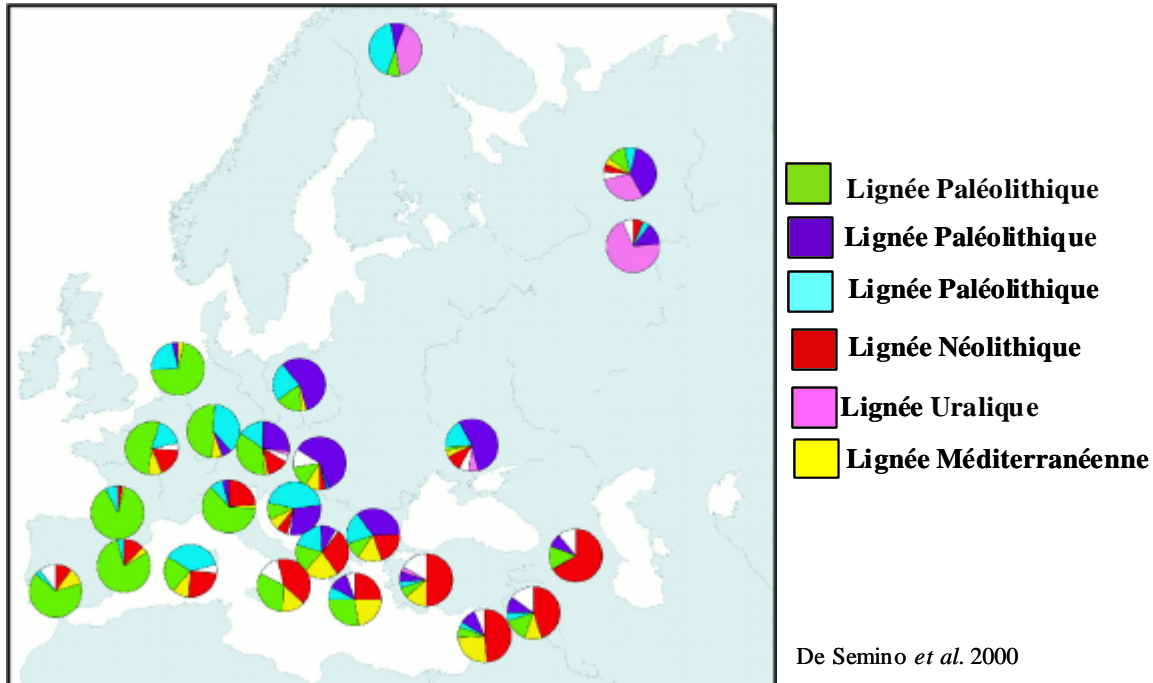 Lignée Paléolithique
Lignée Paléolithique
Lignée Paléolithique
Lignée Néolithique
Lignée Uralique
Lignée Méditerranéenne
De Semino et al. 2000